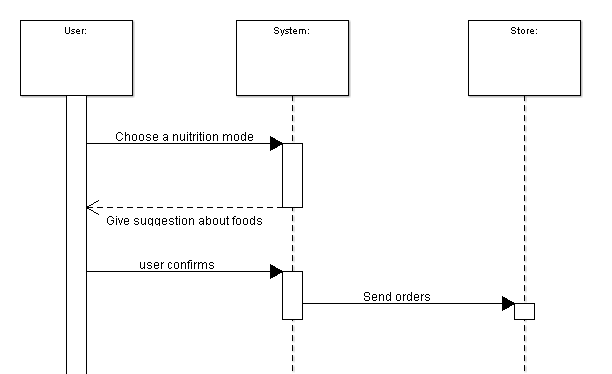 User:
System:
Store:
Choose a nuitrition mode
Give suggestion about foods
user confirms
Send orders